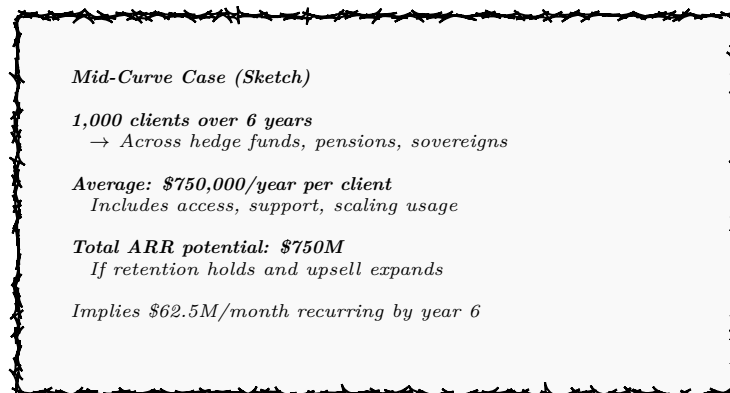 Mid-Curve Case (Sketch)
1,000 clients over 6 years
→ Across hedge funds, pensions, sovereigns
Average: $750,000/year per client
Includes access, support, scaling usage
Total ARR potential: $750M
If retention holds and upsell expands
Implies $62.5M/month recurring by year 6